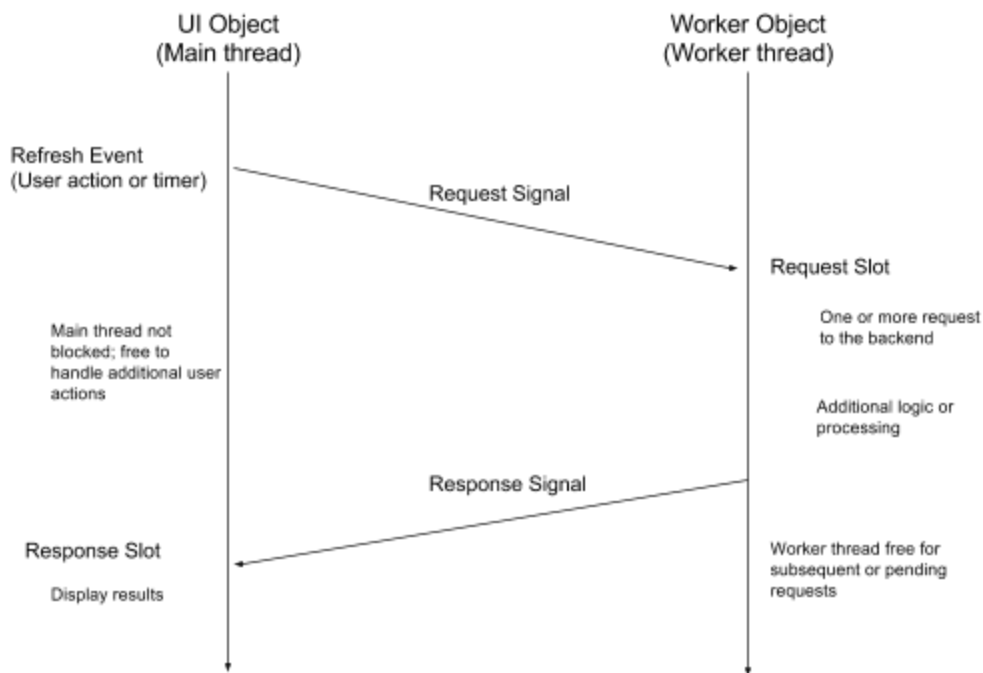 UI Object
(Main thread)
Worker Object
(Worker thread)
Refresh Event
(User action or timer)
Request Signal
Request Slot
Main thread not
blocked; free to
handle additional user
actions
One or more request
to the backend
Additional logic or
processing
Response Signal
Response Slot
Display results
Worker thread free for
subsequent or pending
requests